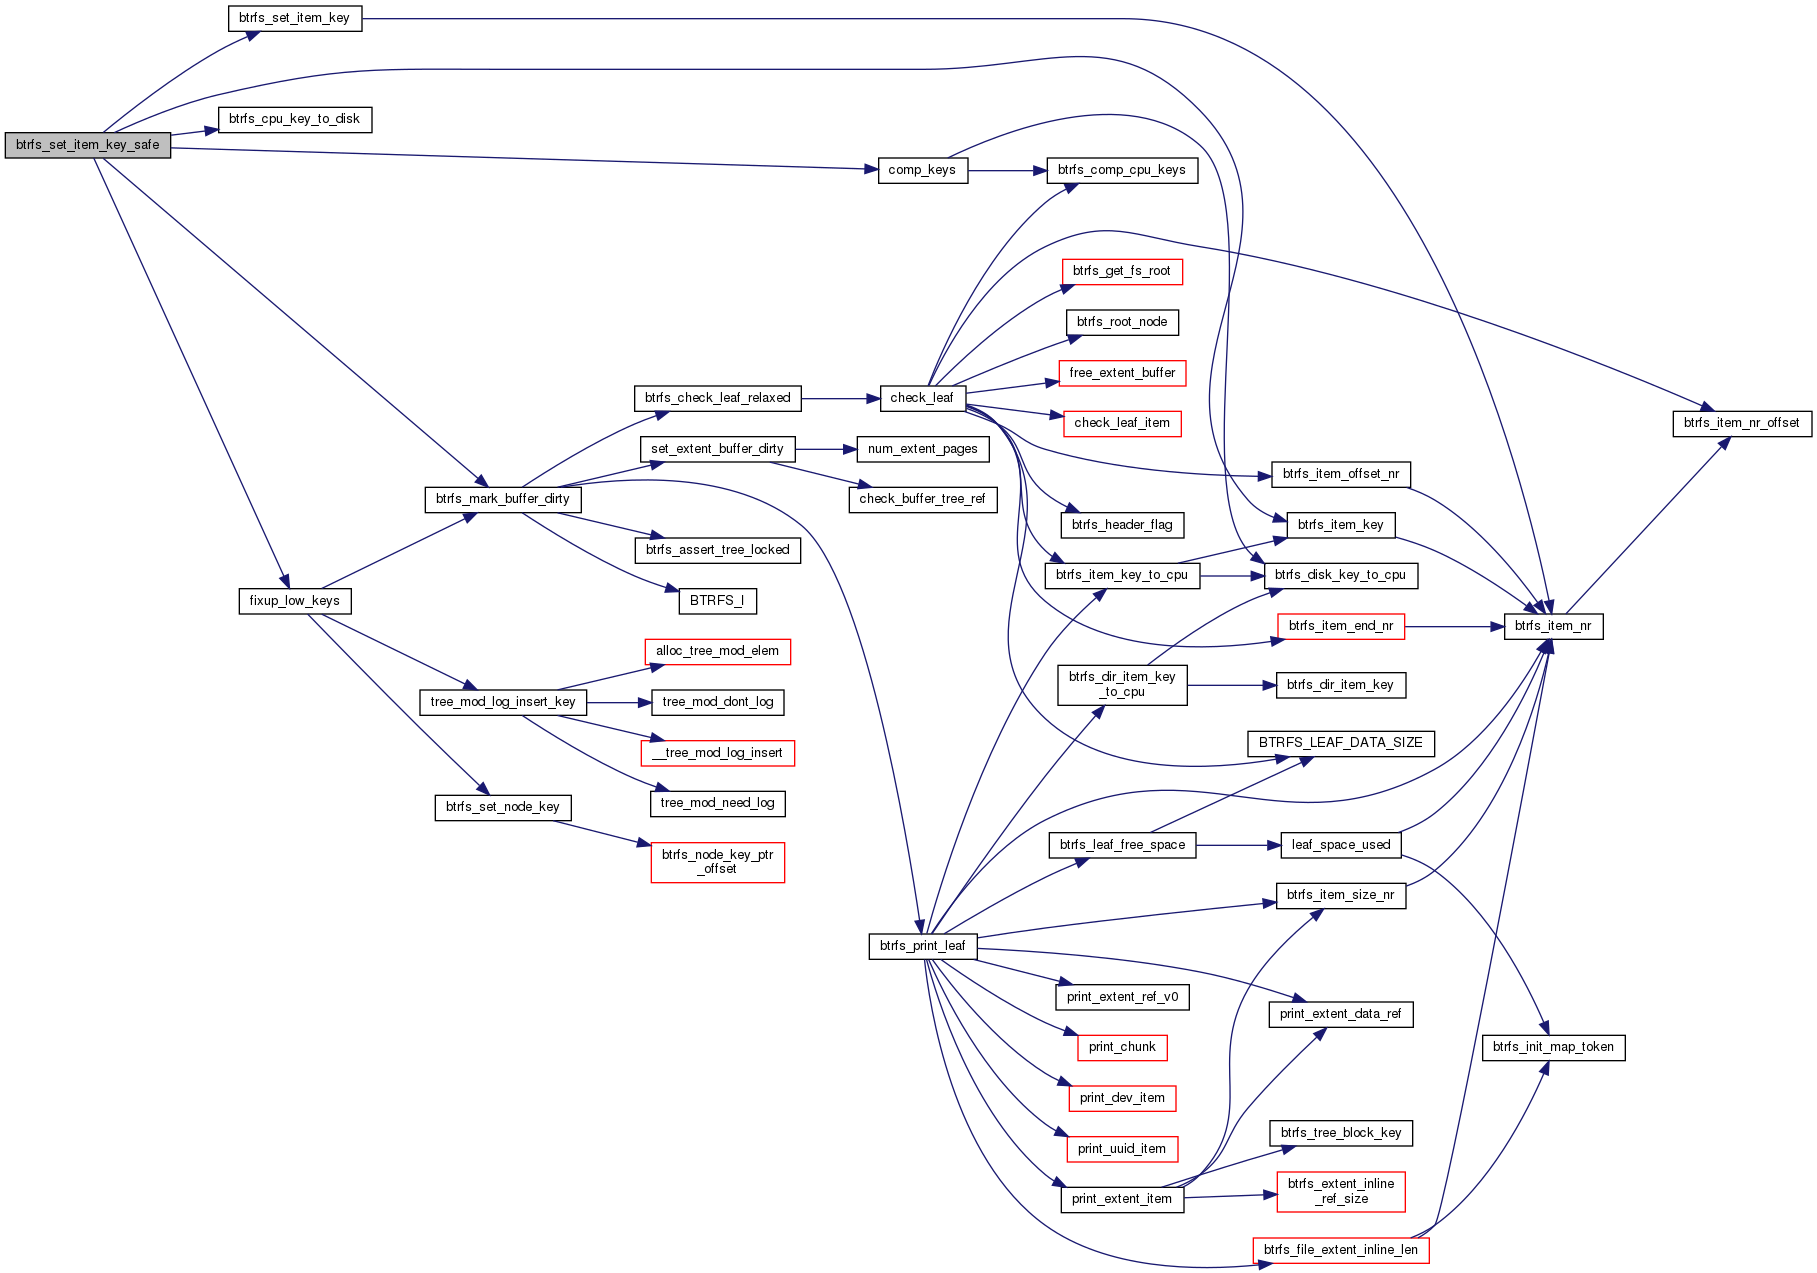 btrfs_set_item_key
btrfs_cpu_key_to_disk
btrfs_set_item_key_safe
comp_keys
btrfs_comp_cpu_keys
btrfs_get_fs_root
btrfs_root_node
free_extent_buffer
btrfs_check_leaf_relaxed
check_leaf
check_leaf_item
btrfs_item_nr_offset
set_extent_buffer_dirty
num_extent_pages
btrfs_item_offset_nr
btrfs_mark_buffer_dirty
check_buffer_tree_ref
btrfs_header_flag
btrfs_item_key
btrfs_assert_tree_locked
btrfs_item_key_to_cpu
btrfs_disk_key_to_cpu
fixup_low_keys
BTRFS_I
btrfs_item_end_nr
btrfs_item_nr
alloc_tree_mod_elem
btrfs_dir_item_key
_to_cpu
btrfs_dir_item_key
tree_mod_log_insert_key
tree_mod_dont_log
__tree_mod_log_insert
BTRFS_LEAF_DATA_SIZE
btrfs_set_node_key
tree_mod_need_log
btrfs_node_key_ptr
_offset
btrfs_leaf_free_space
leaf_space_used
btrfs_item_size_nr
btrfs_print_leaf
print_extent_ref_v0
print_extent_data_ref
print_chunk
btrfs_init_map_token
print_dev_item
print_uuid_item
btrfs_tree_block_key
print_extent_item
btrfs_extent_inline
_ref_size
btrfs_file_extent_inline_len